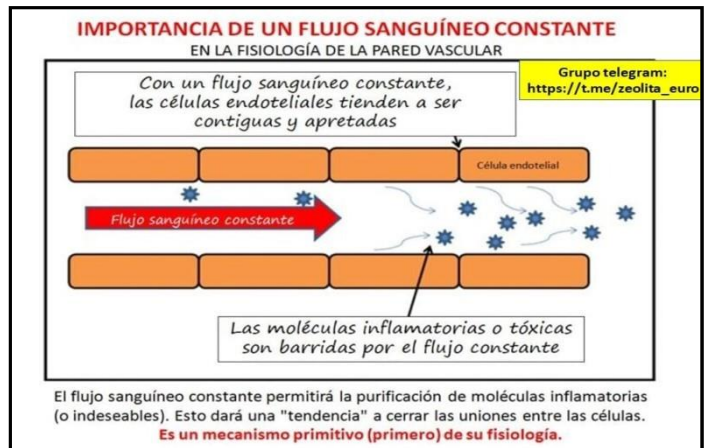 IMPORTANCIA DE UN FLUJO SANGUÍNEO CONSTANTE
EN LA FISIOLOGÍA DE LA PARED VASCULAR
Grupo telegram:
https://t.me/zeolita_euro
Con un flujo sanguíneo constante,
las células endoteliales tienden a ser
contiguas y apretadas
Célula endotelial
Flujo sanguíneo constante
Las moléculas inflamatorias o tóxicas
son barridas por el flujo constante
El flujo sanguíneo constante permitirá la purificación de moléculas inflamatorias
(o indeseables). Esto dará una "tendencia" a cerrar las uniones entre las células.
Es un mecanismo primitivo (primero) de su fisiología.